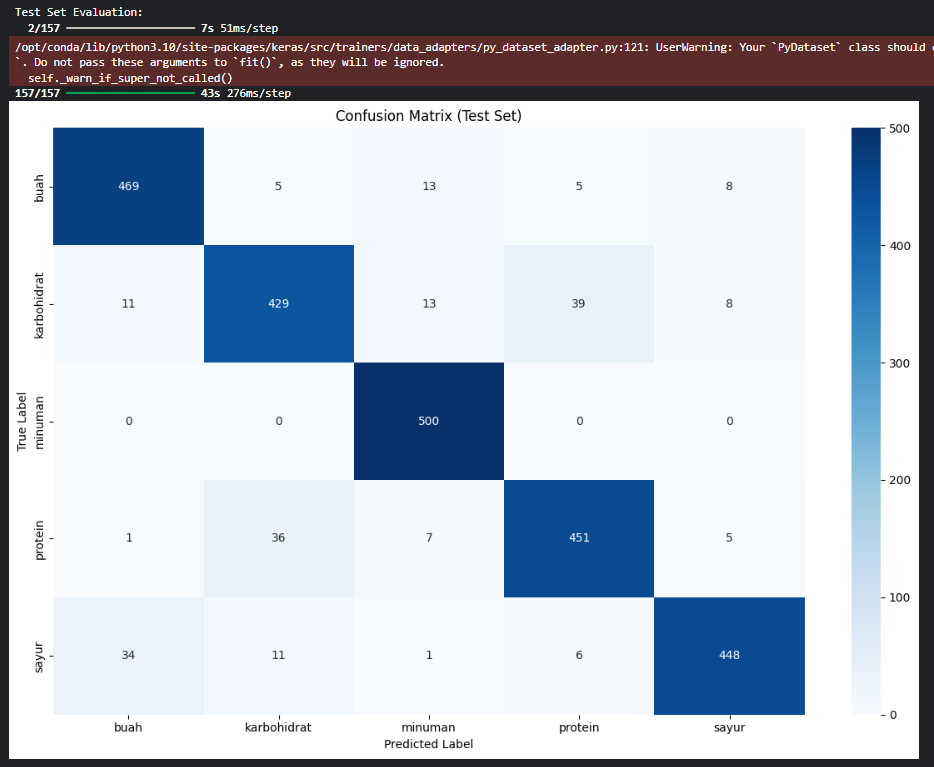 Test Set Evaluation:
2/157 7s 51ms/step
/opt/conda/lib/python3.10/site-packages/keras/src/trainers/data_adapters/py_dataset_adapter.py:121: UserWarning: Your `PyDataset` class should
`. Do not pass these arguments to `fit()`, as they will be ignored.
self._warn_if_super_not_called()
157/157 43s 276ms/step
Confusion Matrix (Test Set)
buah 469 5 13 5 8
karbohidrat 11 429 13 39 8
minuman 0 0 500 0 0
protein 1 36 7 451 5
sayur 34 11 1 6 448
True Label
buah karbohidrat minuman protein sayur
Predicted Label
500
400
300
200
100
0